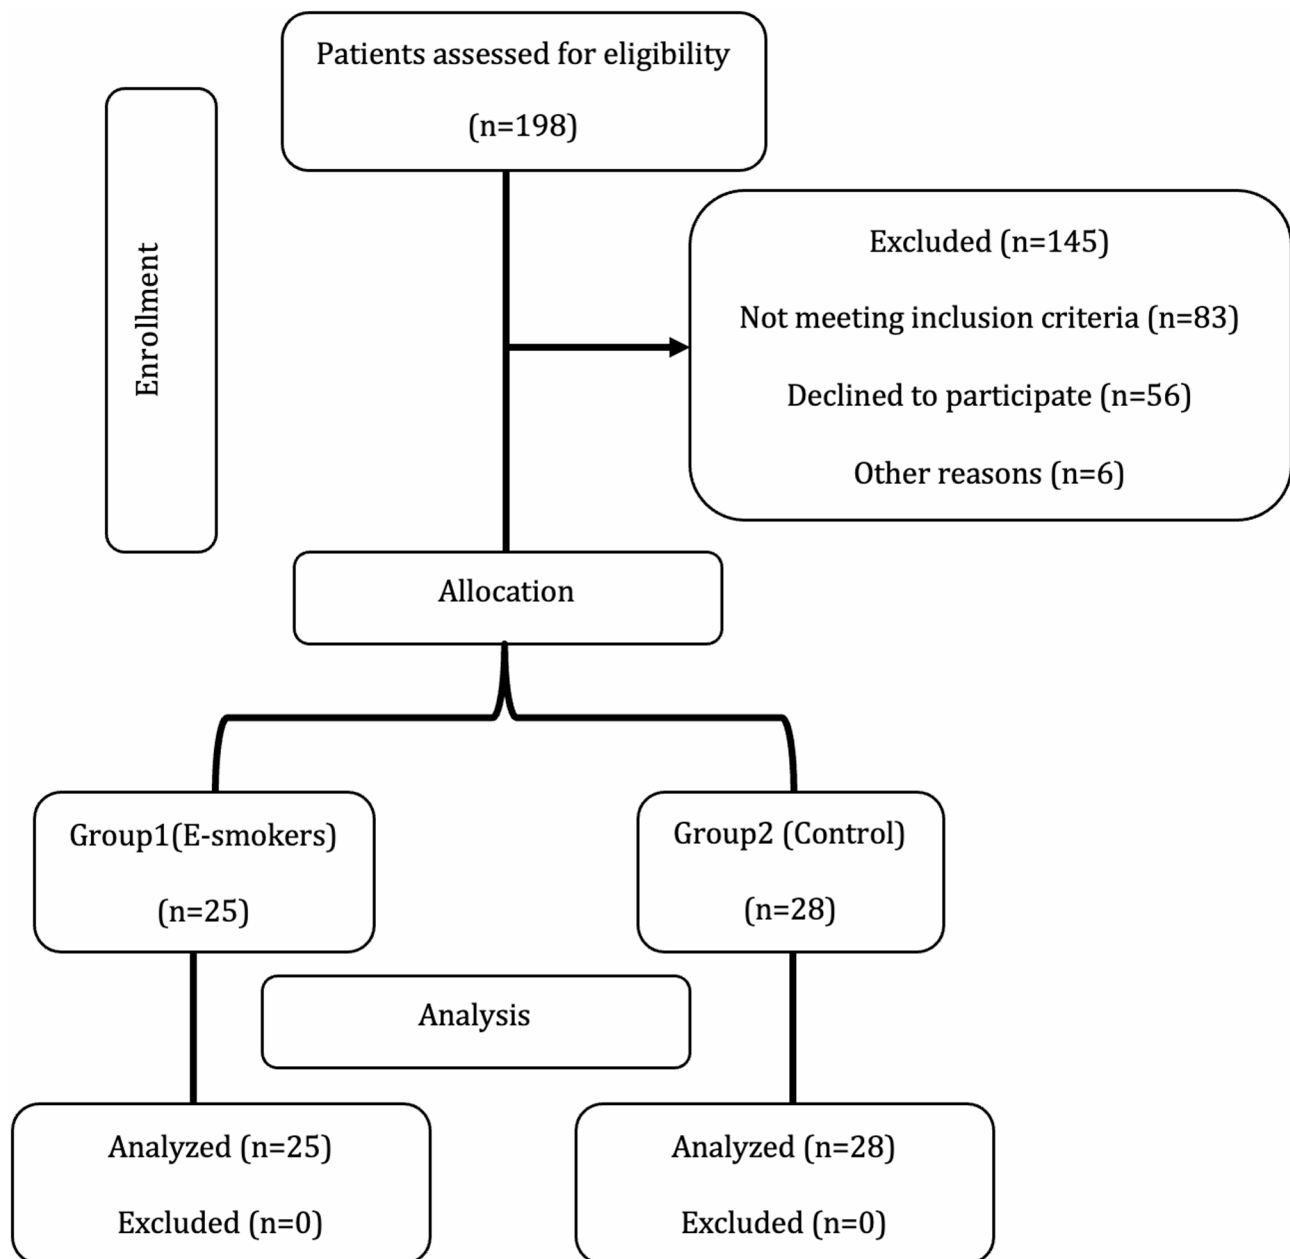 Patients assessed for eligibility
(n=198)
Enrollment
Excluded (n=145)
Not meeting inclusion criteria (n=83)
Declined to participate (n=56)
Other reasons (n=6)
Allocation
Group1(E-smokers)
(n=25)
Group2 (Control)
(n=28)
Analysis
Analyzed (n=25)
Excluded (n=0)
Analyzed (n=28)
Excluded (n=0)